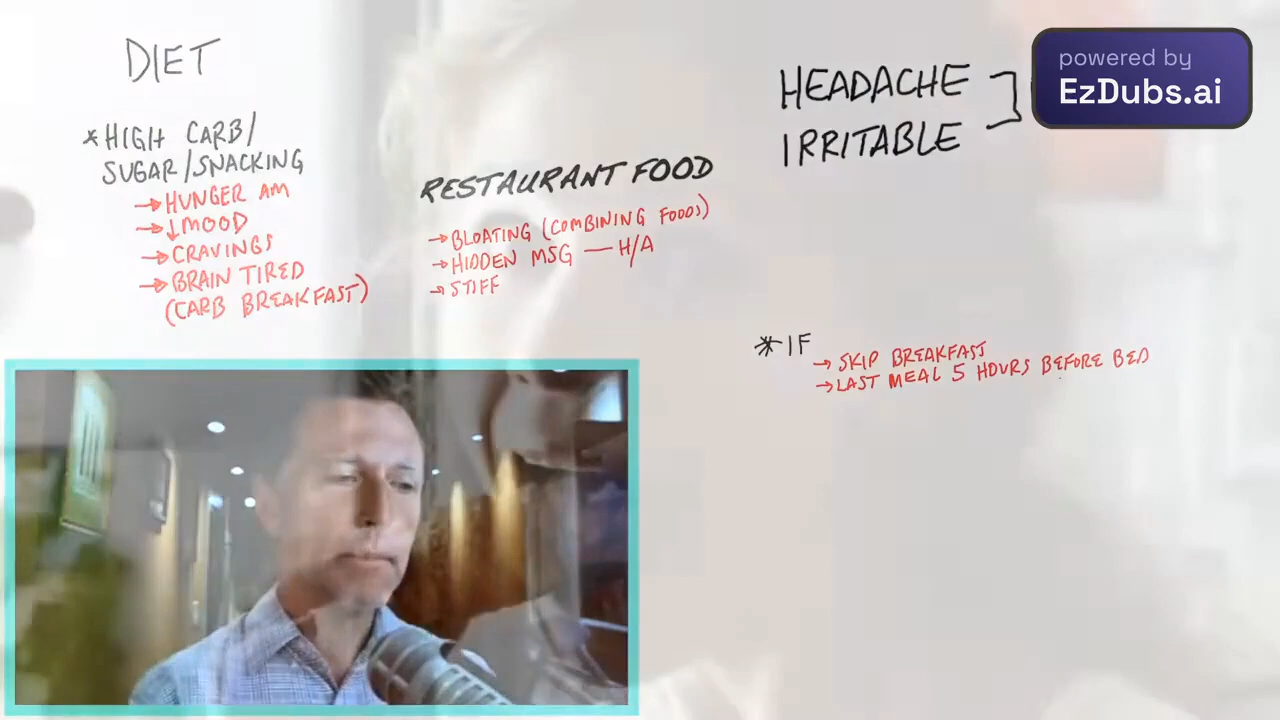 DIET
*HIGH CARB/
SUGAR/SNACKING
→HUNGER AM
→↓MOOD
→CRAVINGS
→BRAIN TIRED
(CARB BREAKFAST)
RESTAURANT FOOD
→BLOATING (COMBINING FOODS)
→HIDDEN MSG — H/A
→STIFF
HEADACHE
IRRITABLE
powered by
EzDubs.ai
*IF
→SKIP BREAKFAST
→LAST MEAL 5 HOURS BEFORE BED